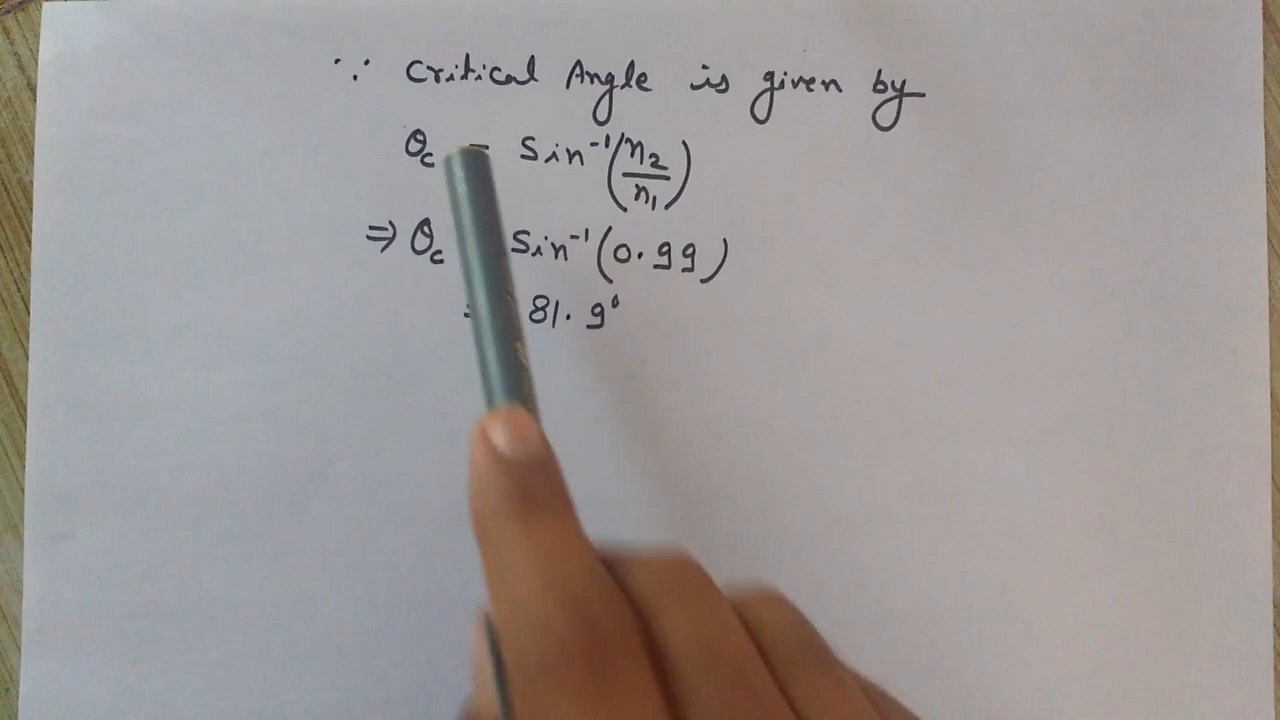 ∵ Critical Angle is given by
θc = Sin⁻¹(n₂/n₁)
⇒ θc Sin⁻¹(0.99)
= 81.9°